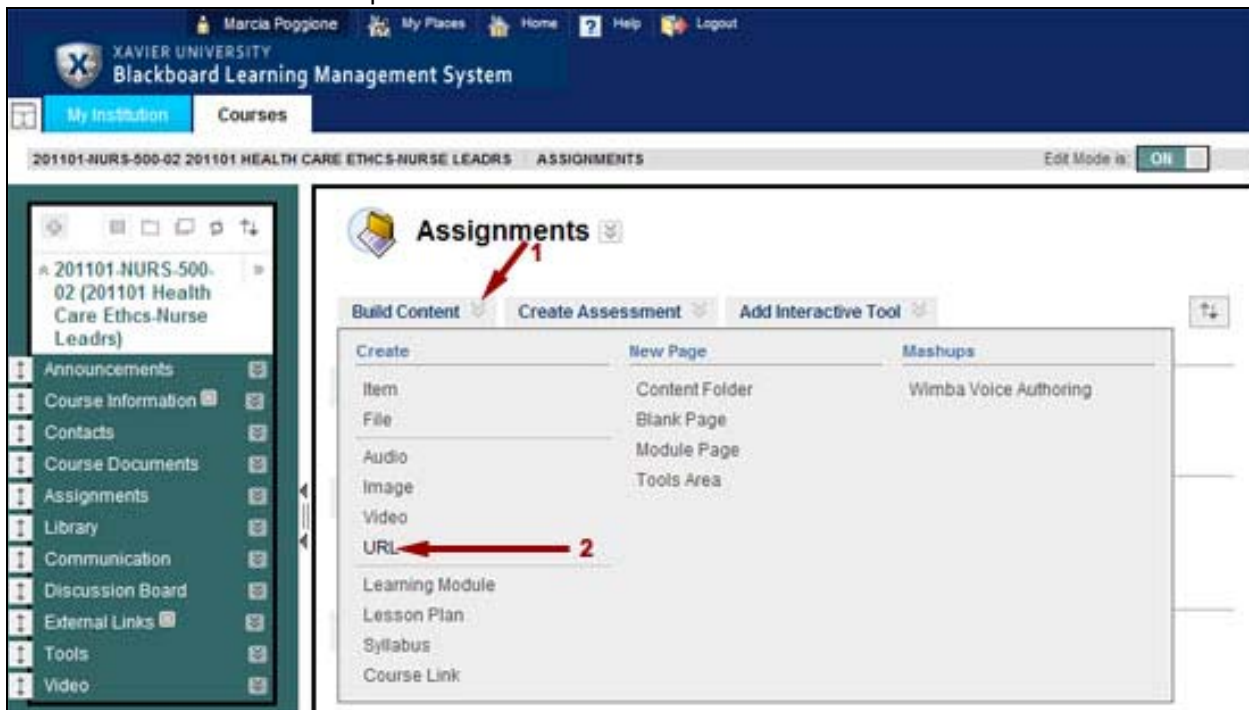 Marcia Poggione My Places Home ? Help Logout
XAVIER UNIVERSITY
Blackboard Learning Management System
My Institution Courses
201101-NURS-500-02 201101 HEALTH CARE ETHCS-NURSE LEADRS ASSIGNMENTS Edit Mode is: ON
201101-NURS-500-
02 (201101 Health
Care Ethcs-Nurse
Leadrs)
Announcements
Course Information
Contacts
Course Documents
Assignments
Library
Communication
Discussion Board
External Links
Tools
Video
Assignments
1
Build Content Create Assessment Add Interactive Tool
Create
Item
File
Audio
Image
Video
URL 2
Learning Module
Lesson Plan
Syllabus
Course Link
New Page
Content Folder
Blank Page
Module Page
Tools Area
Mashups
Wimba Voice Authoring